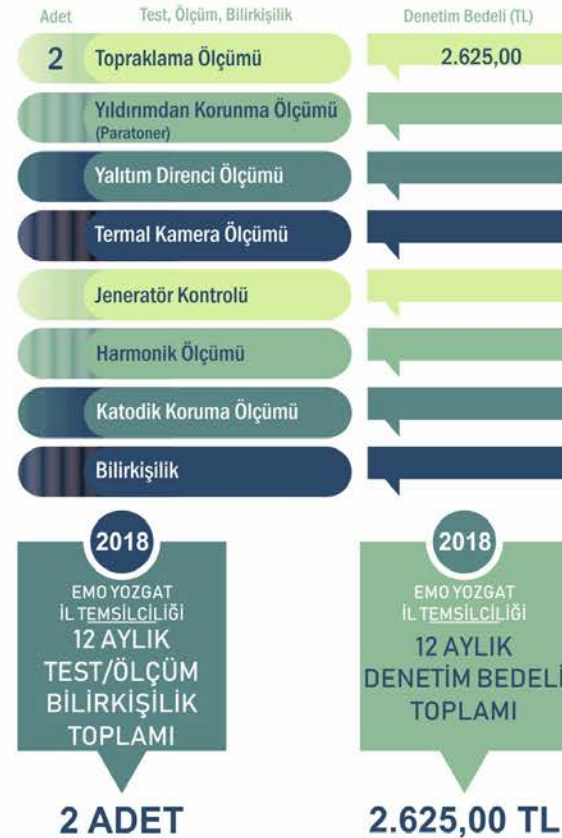 Adet Test, Ölçüm, Bilirkişilik Denetim Bedeli (TL)
2 Topraklama Ölçümü 2.625,00
Yıldırımdan Korunma Ölçümü
(Paratoner)
Yalıtım Direnci Ölçümü
Termal Kamera Ölçümü
Jeneratör Kontrolü
Harmonik Ölçümü
Katodik Koruma Ölçümü
Bilirkişilik
2018
EMO YOZGAT
İL TEMSİLCİLİĞİ
12 AYLIK
TEST/ÖLÇÜM
BİLİRKİŞİLİK
TOPLAMI
2 ADET
2018
EMO YOZGAT
İL TEMSİLCİLİĞİ
12 AYLIK
DENETİM BEDELİ
TOPLAMI
2.625,00 TL